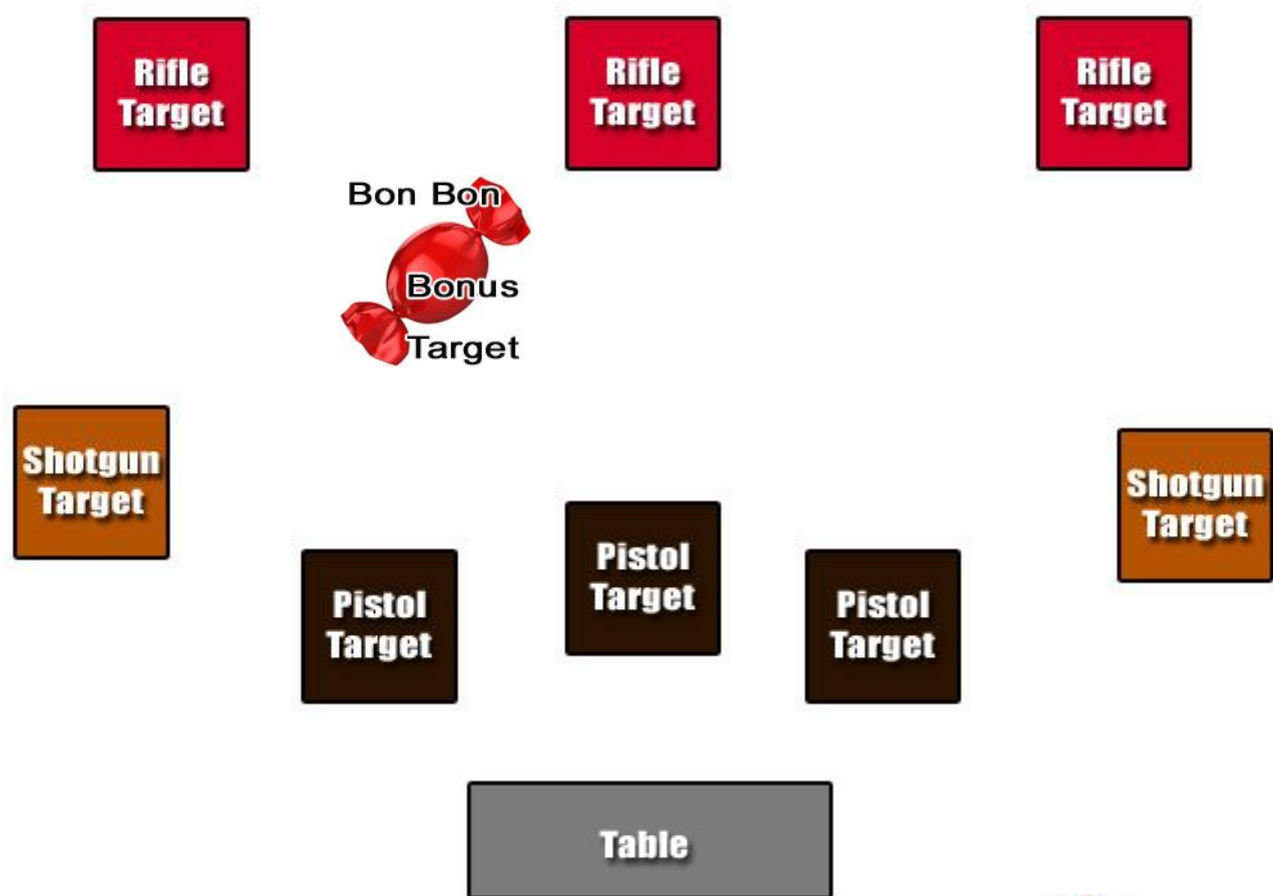 Rifle
Target
Rifle
Target
Rifle
Target
Bon Bon
Bonus
Target
Shotgun
Target
Shotgun
Target
Pistol
Target
Pistol
Target
Pistol
Target
Table